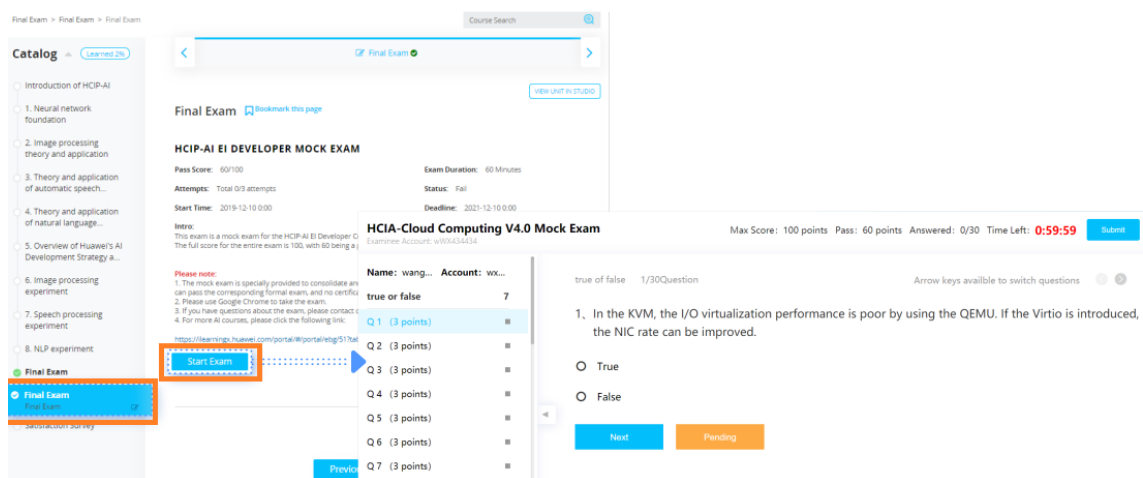 Final Exam > Final Exam > Final Exam
Course Search
Catalog
Learned 2%
Introduction of HCIP-AI
1. Neural network
foundation
2. Image processing
theory and application
3. Theory and application
of automatic speech...
4. Theory and application
of natural language...
5. Overview of Huawei's AI
Development Strategy a...
6. Image processing
experiment
7. Speech processing
experiment
8. NLP experiment
Final Exam
Final Exam
Final Exam
Satisfaction Survey
Final Exam
VIEW UNIT IN STUDIO
Final Exam
Bookmark this page
HCIP-AI EI DEVELOPER MOCK EXAM
Pass Score: 60/100
Exam Duration: 60 Minutes
Attempts: Total 0/3 attempts
Status: Fail
Start Time: 2019-12-10 0:00
Deadline: 2021-12-10 0:00
Intro:
This exam is a mock exam for the HCIP-AI EI Developer
The full score for the entire exam is 100, with 60 being a
Please note:
1. The mock exam is specially provided to consolidate
can pass the corresponding formal exam, and no
2. Please use Google Chrome to take the exam.
3. If you have questions about the exam, please contact
4. For more AI courses, please click the following link:
Start Exam
Previo
HCIA-Cloud Computing V4.0 Mock Exam
Examinee Account: wWX434434
Max Score: 100 points Pass: 60 points Answered: 0/30 Time Left: 0:59:59
Submit
Name: wang... Account: wx...
true or false 7
Q 1 (3 points)
Q 2 (3 points)
Q 3 (3 points)
Q 4 (3 points)
Q 5 (3 points)
Q 6 (3 points)
Q 7 (3 points)
true of false 1/30Question
Arrow keys availble to switch questions
1、In the KVM, the I/O virtualization performance is poor by using the QEMU. If the Virtio is introduced,
the NIC rate can be improved.
True
False
Next
Pending